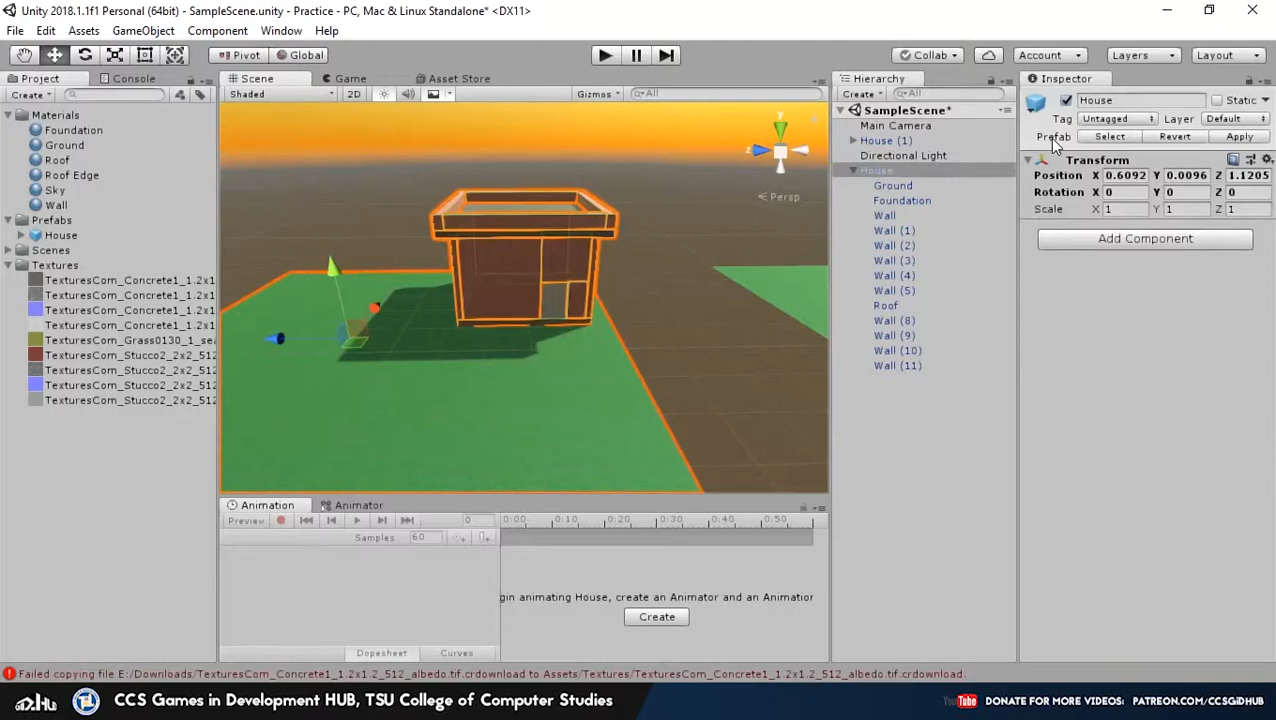 Unity 2018.1.1f1 Personal (64bit) - SampleScene.unity - Practice - PC, Mac & Linux Standalone* <DX11>
File Edit Assets GameObject Component Window Help
Pivot Global Collab Account Layers Layout
Project Console
Create
Materials
Foundation
Ground
Roof
Roof Edge
Sky
Wall
Prefabs
House
Scenes
Textures
TexturesCom_Concrete1_1.2x1
TexturesCom_Concrete1_1.2x1
TexturesCom_Concrete1_1.2x1
TexturesCom_Concrete1_1.2x1
TexturesCom_Grass0130_1_sea
TexturesCom_Stucco2_2x2_512
TexturesCom_Stucco2_2x2_512
TexturesCom_Stucco2_2x2_512
TexturesCom_Stucco2_2x2_512
Scene Game Asset Store
Shaded 2D Gizmos All
y
z
Persp
Animation Animator
Preview 0 0:00 0:10 0:20 0:30 0:40 0:50
Samples 60
gin animating House, create an Animator and an Animation
Create
Dopesheet Curves
Hierarchy
Create All
SampleScene*
Main Camera
House (1)
Directional Light
House
Ground
Foundation
Wall
Wall (1)
Wall (2)
Wall (3)
Wall (4)
Wall (5)
Roof
Wall (8)
Wall (9)
Wall (10)
Wall (11)
Inspector
House Static
Tag Untagged Layer Default
Prefab Select Revert Apply
Transform
Position X 0.6092 Y 0.0096 Z 1.1205
Rotation X 0 Y 0 Z 0
Scale X 1 Y 1 Z 1
Add Component
Failed copying file E:/Downloads/TexturesCom_Concrete1_1.2x1.2_512_albedo.tif.crdownload to Assets/Textures/TexturesCom_Concrete1_1.2x1.2_512_albedo.tif.crdownload.
CCS Games in Development HUB, TSU College of Computer Studies
YouTube DONATE FOR MORE VIDEOS: PATREON.COM/CCSGiDHUB